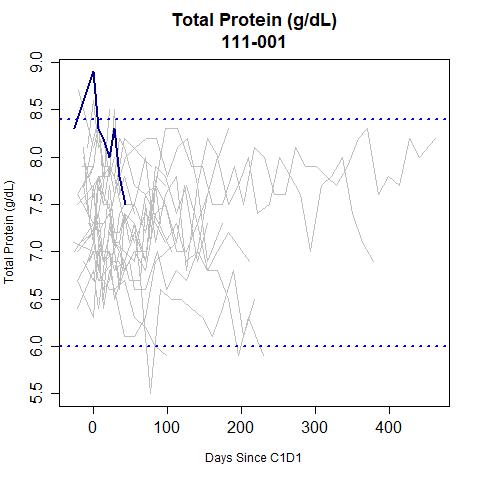 Total Protein (g/dL)
111-001
Total Protein (g/dL)
9.0
8.5
8.0
7.5
7.0
6.5
6.0
5.5
0 100 200 300 400
Days Since C1D1